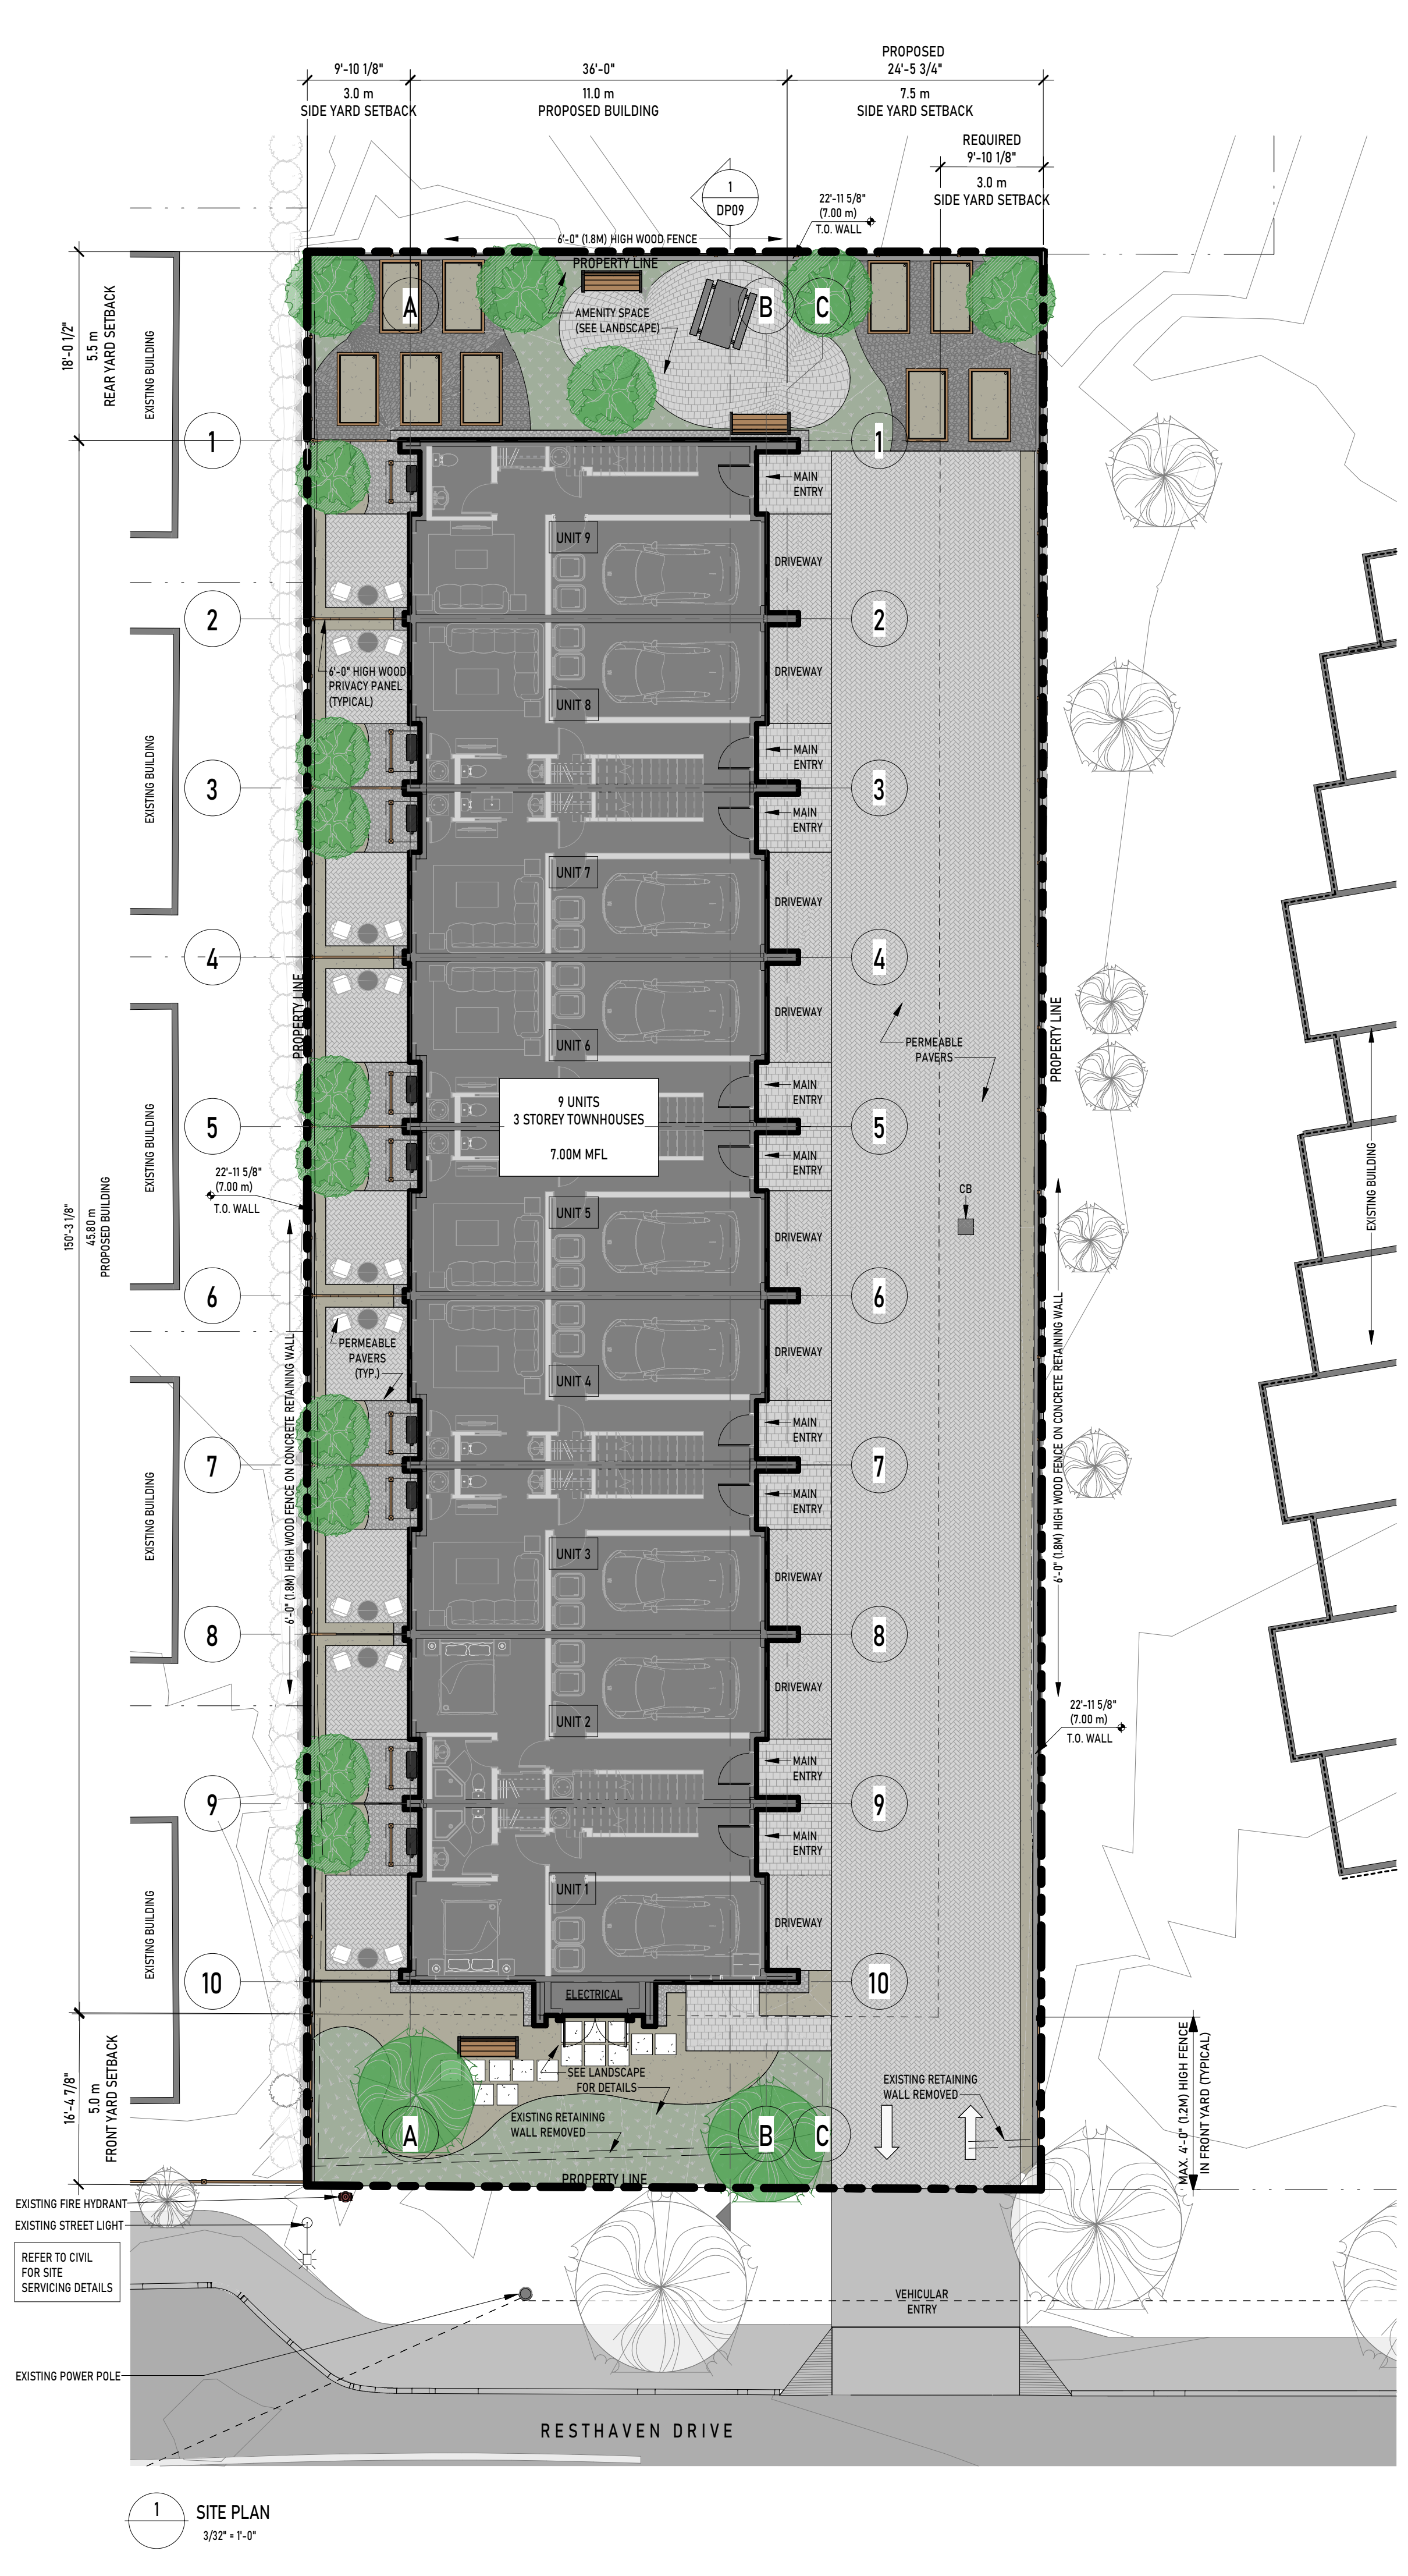 PROPOSED
9'-10 1/8"
36'-0"
24'-5 3/4"
3.0 m
11.0 m
7.5 m
SIDE YARD SETBACK
PROPOSED BUILDING
SIDE YARD SETBACK
REQUIRED
9'-10 1/8"
3.0 m
SIDE YARD SETBACK
1
DP09
22'-11 5/8"
(7.00 m)
T.O. WALL
6'-0" (1.8M) HIGH WOOD FENCE
PROPERTY LINE
18'-0 1/2"
5.5 m
REAR YARD SETBACK
EXISTING BUILDING
A
AMENITY SPACE
(SEE LANDSCAPE)
B
C
1
1
MAIN
ENTRY
UNIT 9
DRIVEWAY
2
2
6'-0" HIGH WOOD
PRIVACY PANEL
(TYPICAL)
DRIVEWAY
UNIT 8
EXISTING BUILDING
MAIN
ENTRY
3
3
MAIN
ENTRY
UNIT 7
DRIVEWAY
4
4
PROPERTY LINE
DRIVEWAY
UNIT 6
PERMEABLE
PAVERS
PROPERTY LINE
9 UNITS
3 STOREY TOWNHOUSES
7.00M MFL
MAIN
ENTRY
5
5
EXISTING BUILDING
MAIN
ENTRY
22'-11 5/8"
(7.00 m)
T.O. WALL
150'-3 1/8"
45.80 m
PROPOSED BUILDING
CB
EXISTING BUILDING
UNIT 5
DRIVEWAY
6
6
PERMEABLE
PAVERS
(TYP.)
DRIVEWAY
UNIT 4
6'-0" (1.8M) HIGH WOOD FENCE ON CONCRETE RETAINING WALL
6'-0" (1.8M) HIGH WOOD FENCE ON CONCRETE RETAINING WALL
MAIN
ENTRY
7
7
MAIN
ENTRY
EXISTING BUILDING
UNIT 3
DRIVEWAY
8
8
DRIVEWAY
UNIT 2
22'-11 5/8"
(7.00 m)
T.O. WALL
MAIN
ENTRY
9
9
MAIN
ENTRY
UNIT 1
EXISTING BUILDING
DRIVEWAY
10
10
ELECTRICAL
16'-4 7/8"
5.0 m
FRONT YARD SETBACK
SEE LANDSCAPE
FOR DETAILS
EXISTING RETAINING
WALL REMOVED
MAX. 4'-0" (1.2M) HIGH FENCE
IN FRONT YARD (TYPICAL)
EXISTING RETAINING
WALL REMOVED
A
B
C
PROPERTY LINE
EXISTING FIRE HYDRANT
EXISTING STREET LIGHT
REFER TO CIVIL
FOR SITE
SERVICING DETAILS
VEHICULAR
ENTRY
EXISTING POWER POLE
RESTHAVEN DRIVE
1
SITE PLAN
3/32" = 1'-0"